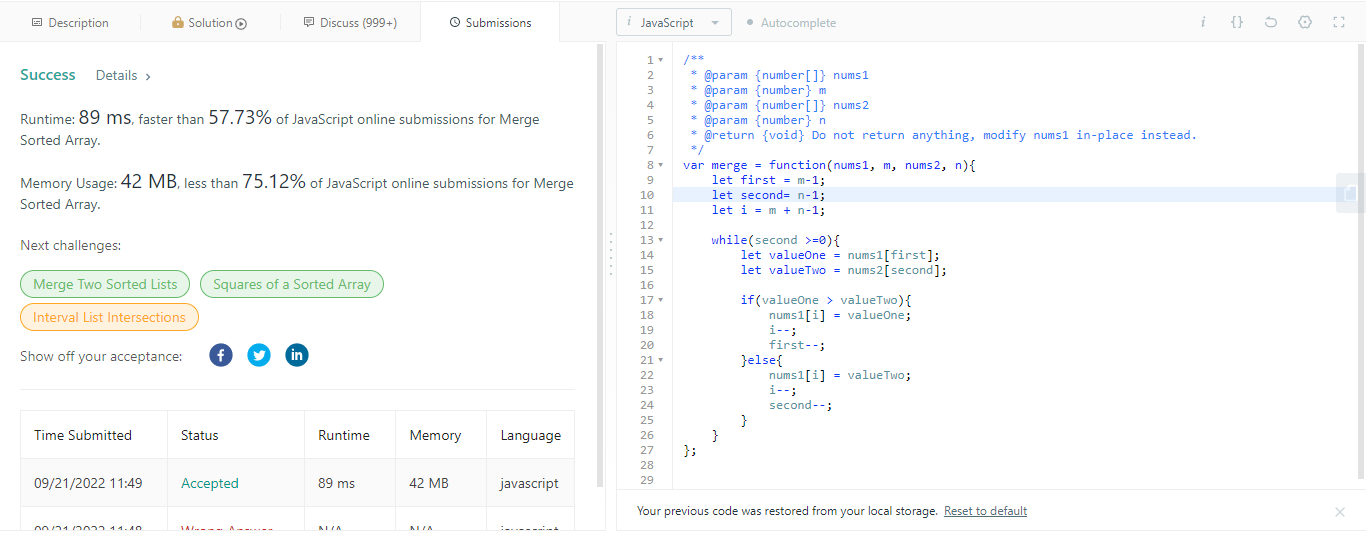 Description
Solution
Discuss (999+)
Submissions
Success
Details >
Runtime: 89 ms, faster than 57.73% of JavaScript online submissions for Merge
Sorted Array.
Memory Usage: 42 MB, less than 75.12% of JavaScript online submissions for Merge
Sorted Array.
Next challenges:
Merge Two Sorted Lists
Squares of a Sorted Array
Interval List Intersections
Show off your acceptance:
Time Submitted Status Runtime Memory Language
09/21/2022 11:49 Accepted 89 ms 42 MB javascript
09/21/2022 11:48 Wrong Answer N/A N/A javascript
i JavaScript
Autocomplete
i {}
1 /**
2 * @param {number[]} nums1
3 * @param {number} m
4 * @param {number[]} nums2
5 * @param {number} n
6 * @return {void} Do not return anything, modify nums1 in-place instead.
7 */
8 var merge = function(nums1, m, nums2, n){
9 let first = m-1;
10 let second= n-1;
11 let i = m + n-1;
12
13 while(second >=0){
14 let valueOne = nums1[first];
15 let valueTwo = nums2[second];
16
17 if(valueOne > valueTwo){
18 nums1[i] = valueOne;
19 i--;
20 first--;
21 }else{
22 nums1[i] = valueTwo;
23 i--;
24 second--;
25 }
26 }
27 };
28
29
Your previous code was restored from your local storage. Reset to default